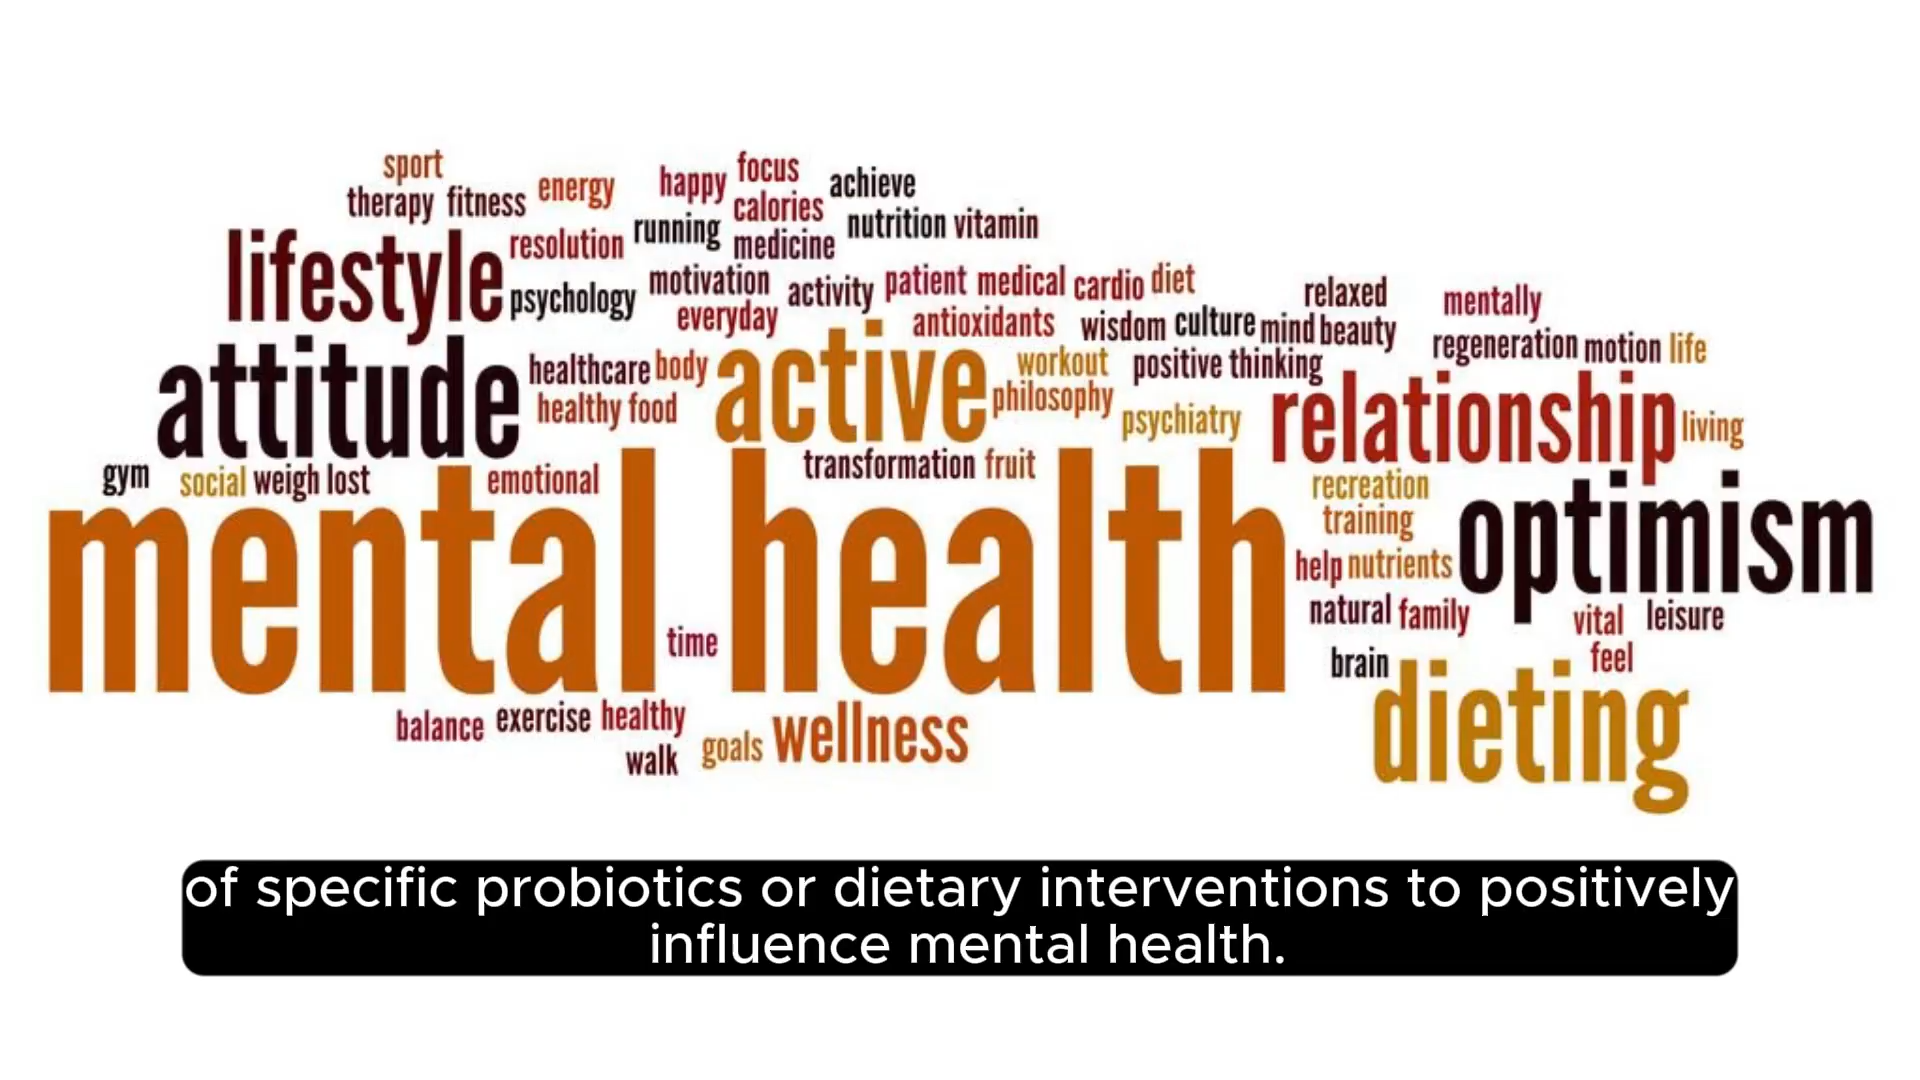 sport
focus
happy
achieve
energy
therapy fitness
calories
running
nutrition vitamin
resolution
medicine
lifestyle
psychology
motivation
activity
patient medical cardio diet
relaxed
mentally
everyday
antioxidants
wisdom culture mind beauty
regeneration motion life
attitude
healthcare body
active
workout
positive thinking
philosophy
healthy food
psychiatry
relationship
living
gym
social weigh lost
emotional
transformation fruit
recreation
training
optimism
mental health
help nutrients
natural family
vital
leisure
time
brain
feel
dieting
balance exercise healthy
wellness
goals
walk
of specific probiotics or dietary interventions to positively
influence mental health.